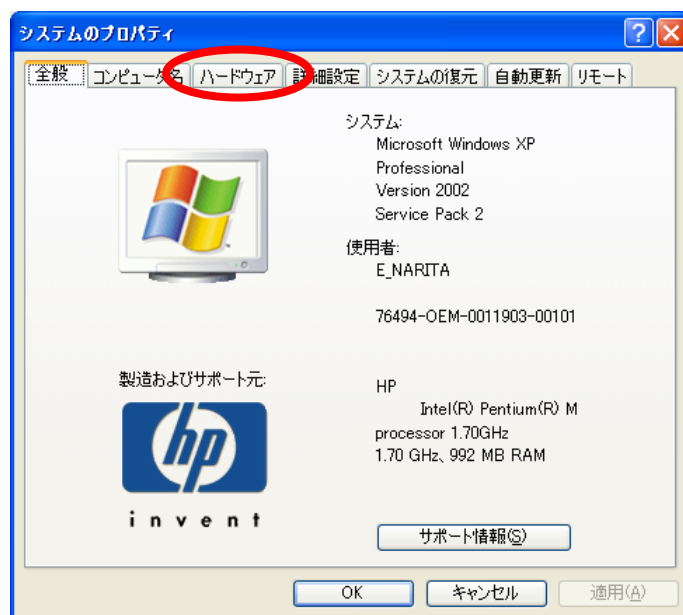 システムのプロパティ
全般 コンピュータ名 ハードウェア 詳細設定 システムの復元 自動更新 リモート
システム:
Microsoft Windows XP
Professional
Version 2002
Service Pack 2
使用者:
E_NARITA
76494-OEM-0011903-00101
製造およびサポート元:
HP
Intel(R) Pentium(R) M
processor 1.70GHz
1.70 GHz、992 MB RAM
hp
invent
サポート情報(S)
OK キャンセル 適用(A)